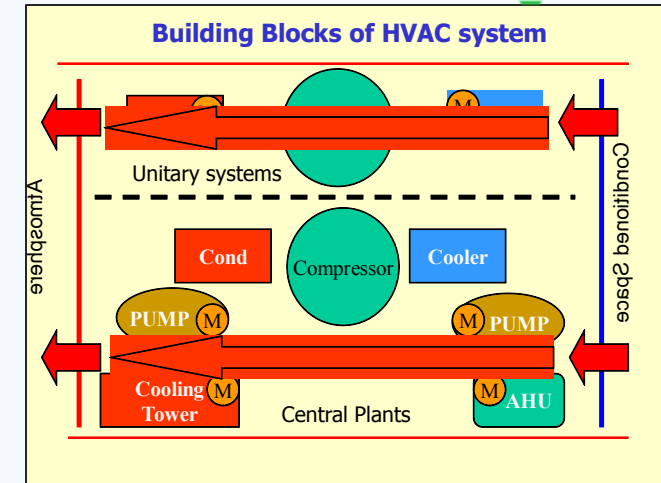 Building Blocks of HVAC system
M
M
Unitary systems
Atmosphere
Conditioned Space
Cond
Compressor
Cooler
PUMP
M
M
PUMP
Cooling
Tower
M
Central Plants
M
AHU